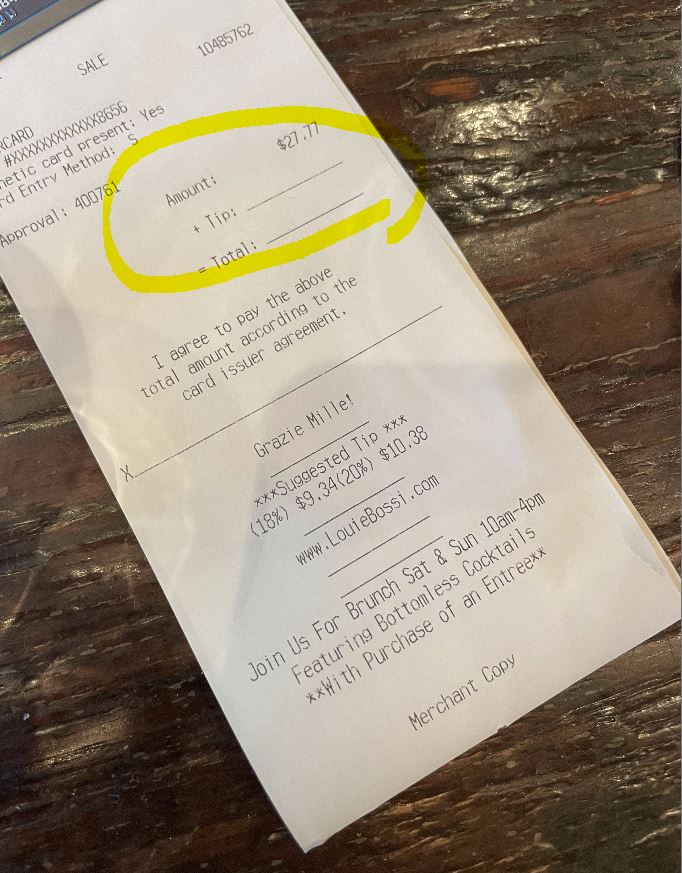 SALE 10485762
RCARD
#XXXXXXXXXXXX8656
netic card present: Yes
rd Entry Method: S
Approval: 400761
Amount: $27.77
+ Tip:
= Total:
I agree to pay the above
total amount according to the
card issuer agreement.
X
Grazie Mille!
***Suggested Tip ***
(18%) $9.34(20%) $10.38
www.LouieBossi.com
Join Us For Brunch Sat & Sun 10am-4pm
Featuring Bottomless Cocktails
**With Purchase of an Entree**
Merchant Copy